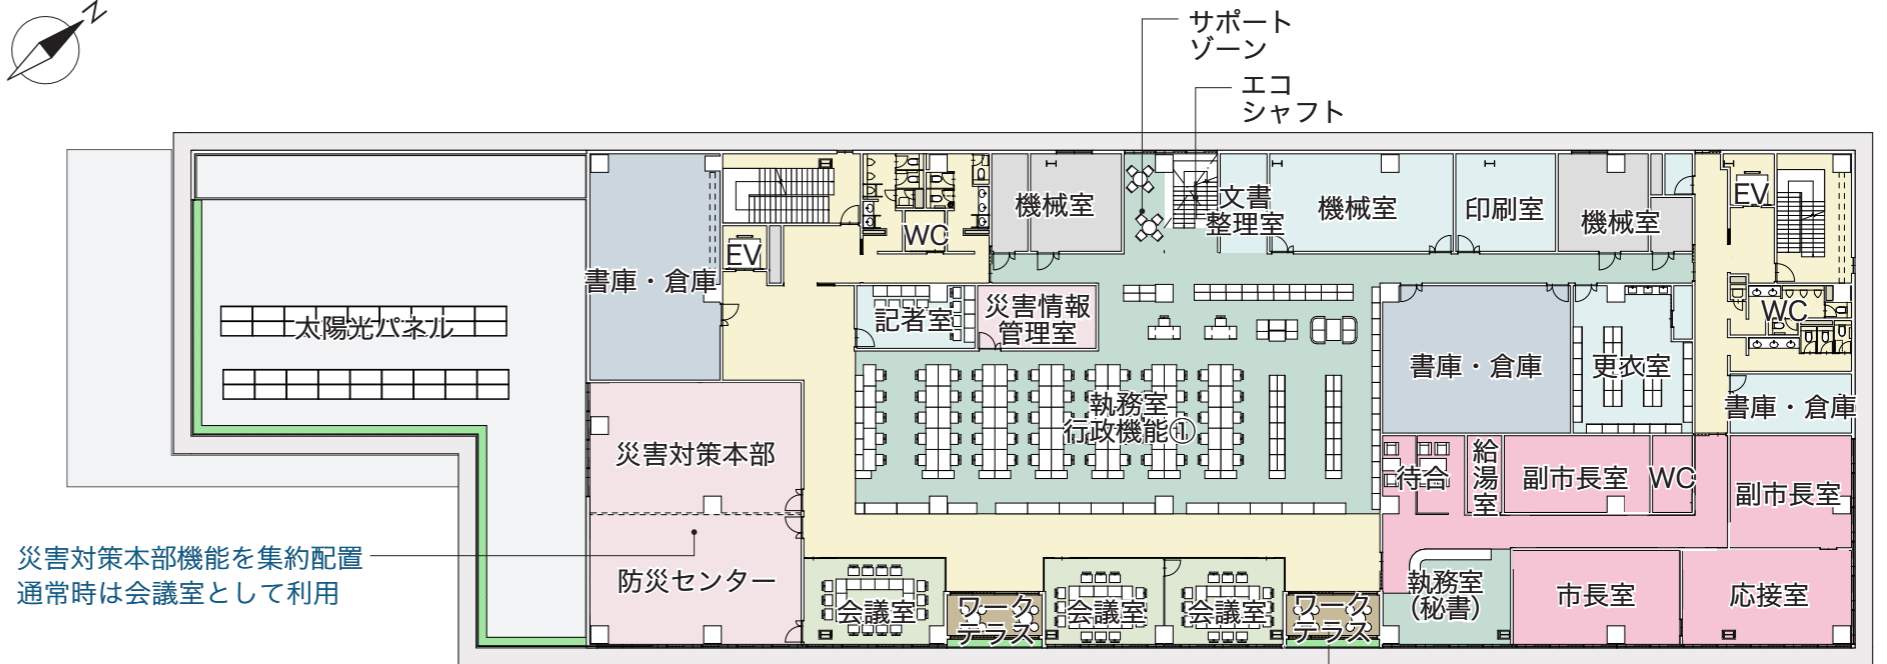 N
サポート
ゾーン
エコ
シャフト
機械室
文書
整理室
機械室
印刷室
機械室
EV
WC
EV
書庫・倉庫
記者室
災害情報
管理室
WC
太陽光パネル
書庫・倉庫
更衣室
書庫・倉庫
執務室
行政機能①
災害対策本部
待合
給湯室
副市長室
WC
副市長室
災害対策本部機能を集約配置
通常時は会議室として利用
防災センター
会議室
ワーク
テラス
会議室
会議室
ワーク
テラス
執務室
（秘書）
市長室
応接室